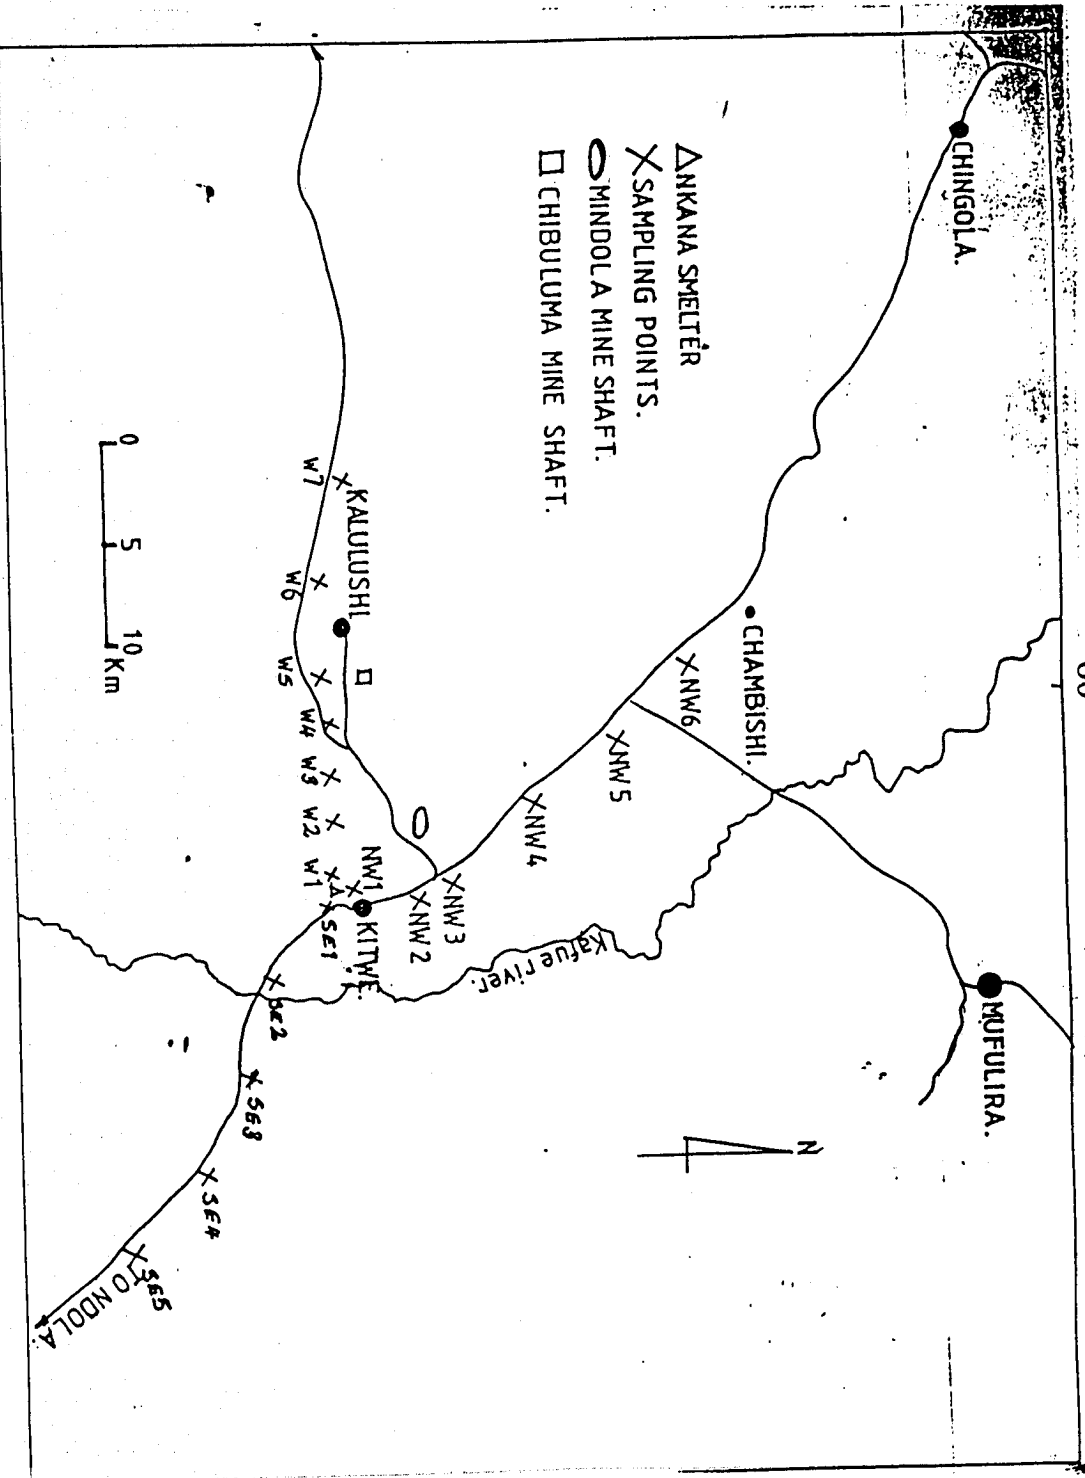 CHINGOLA.
MUFULIRA.
CHAMBISHI.
△NKANA SMELTER
X SAMPLING POINTS.
MINDOLA MINE SHAFT.
□ CHIBULUMA MINE SHAFT.
N
NW6
NW5
NW4
NW3
NW2
NW1
KITWE.
Kafue river.
KALULUSHI
W7
W6
W5
W4
W3
W2
W1
SE1
SE2
SE3
SE4
SE5
TO NDOLA.
0 5 10
Km